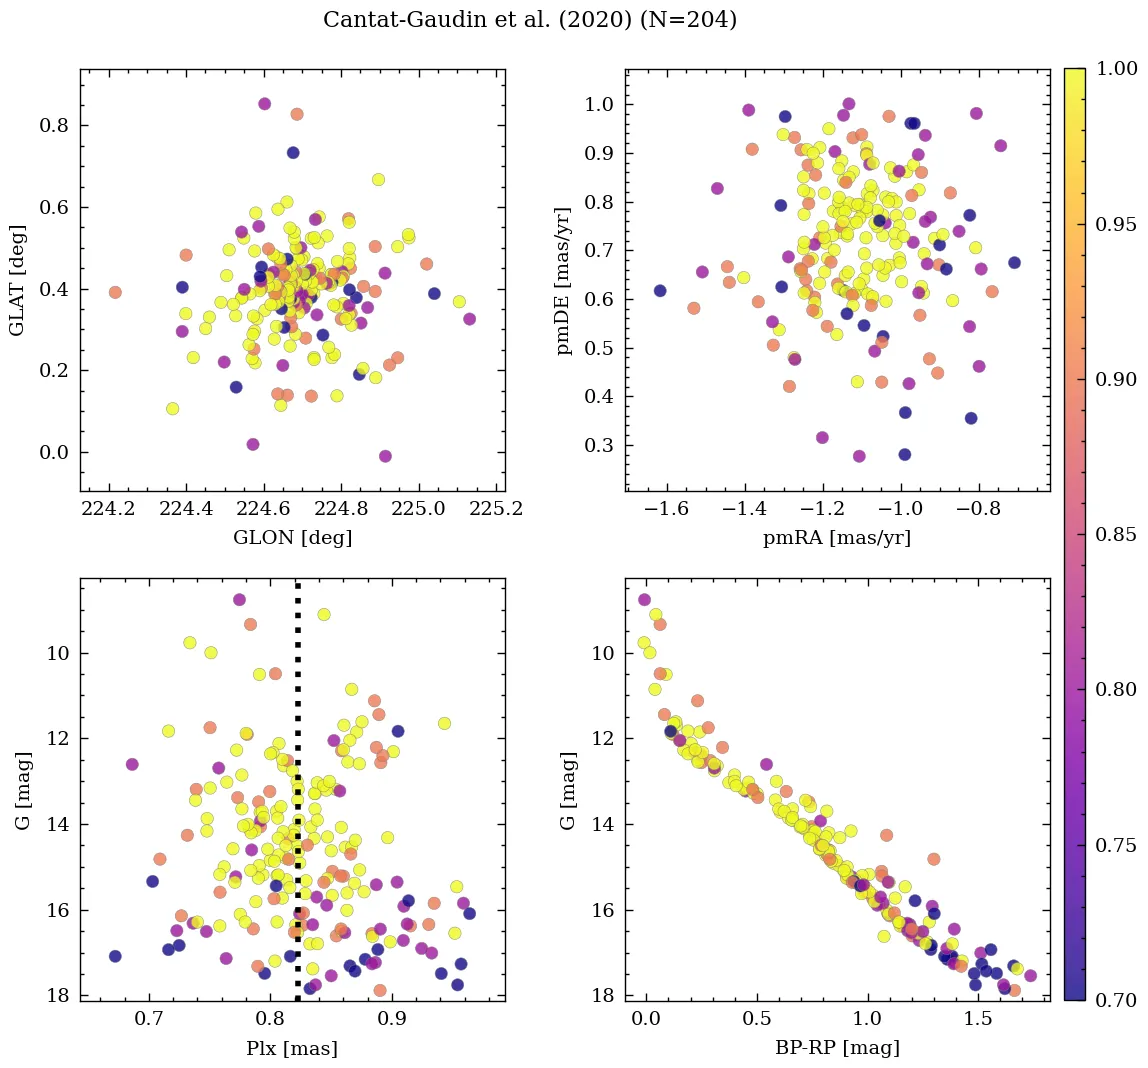 Cantat-Gaudin et al. (2020) (N=204)
GLAT [deg]
0.8
0.6
0.4
0.2
0.0
224.2 224.4 224.6 224.8 225.0 225.2
GLON [deg]
pmDE [mas/yr]
1.0
0.9
0.8
0.7
0.6
0.5
0.4
0.3
−1.6 −1.4 −1.2 −1.0 −0.8
pmRA [mas/yr]
1.00
0.95
0.90
0.85
0.80
0.75
0.70
G [mag]
10
12
14
16
18
0.7 0.8 0.9
Plx [mas]
G [mag]
10
12
14
16
18
0.0 0.5 1.0 1.5
BP-RP [mag]